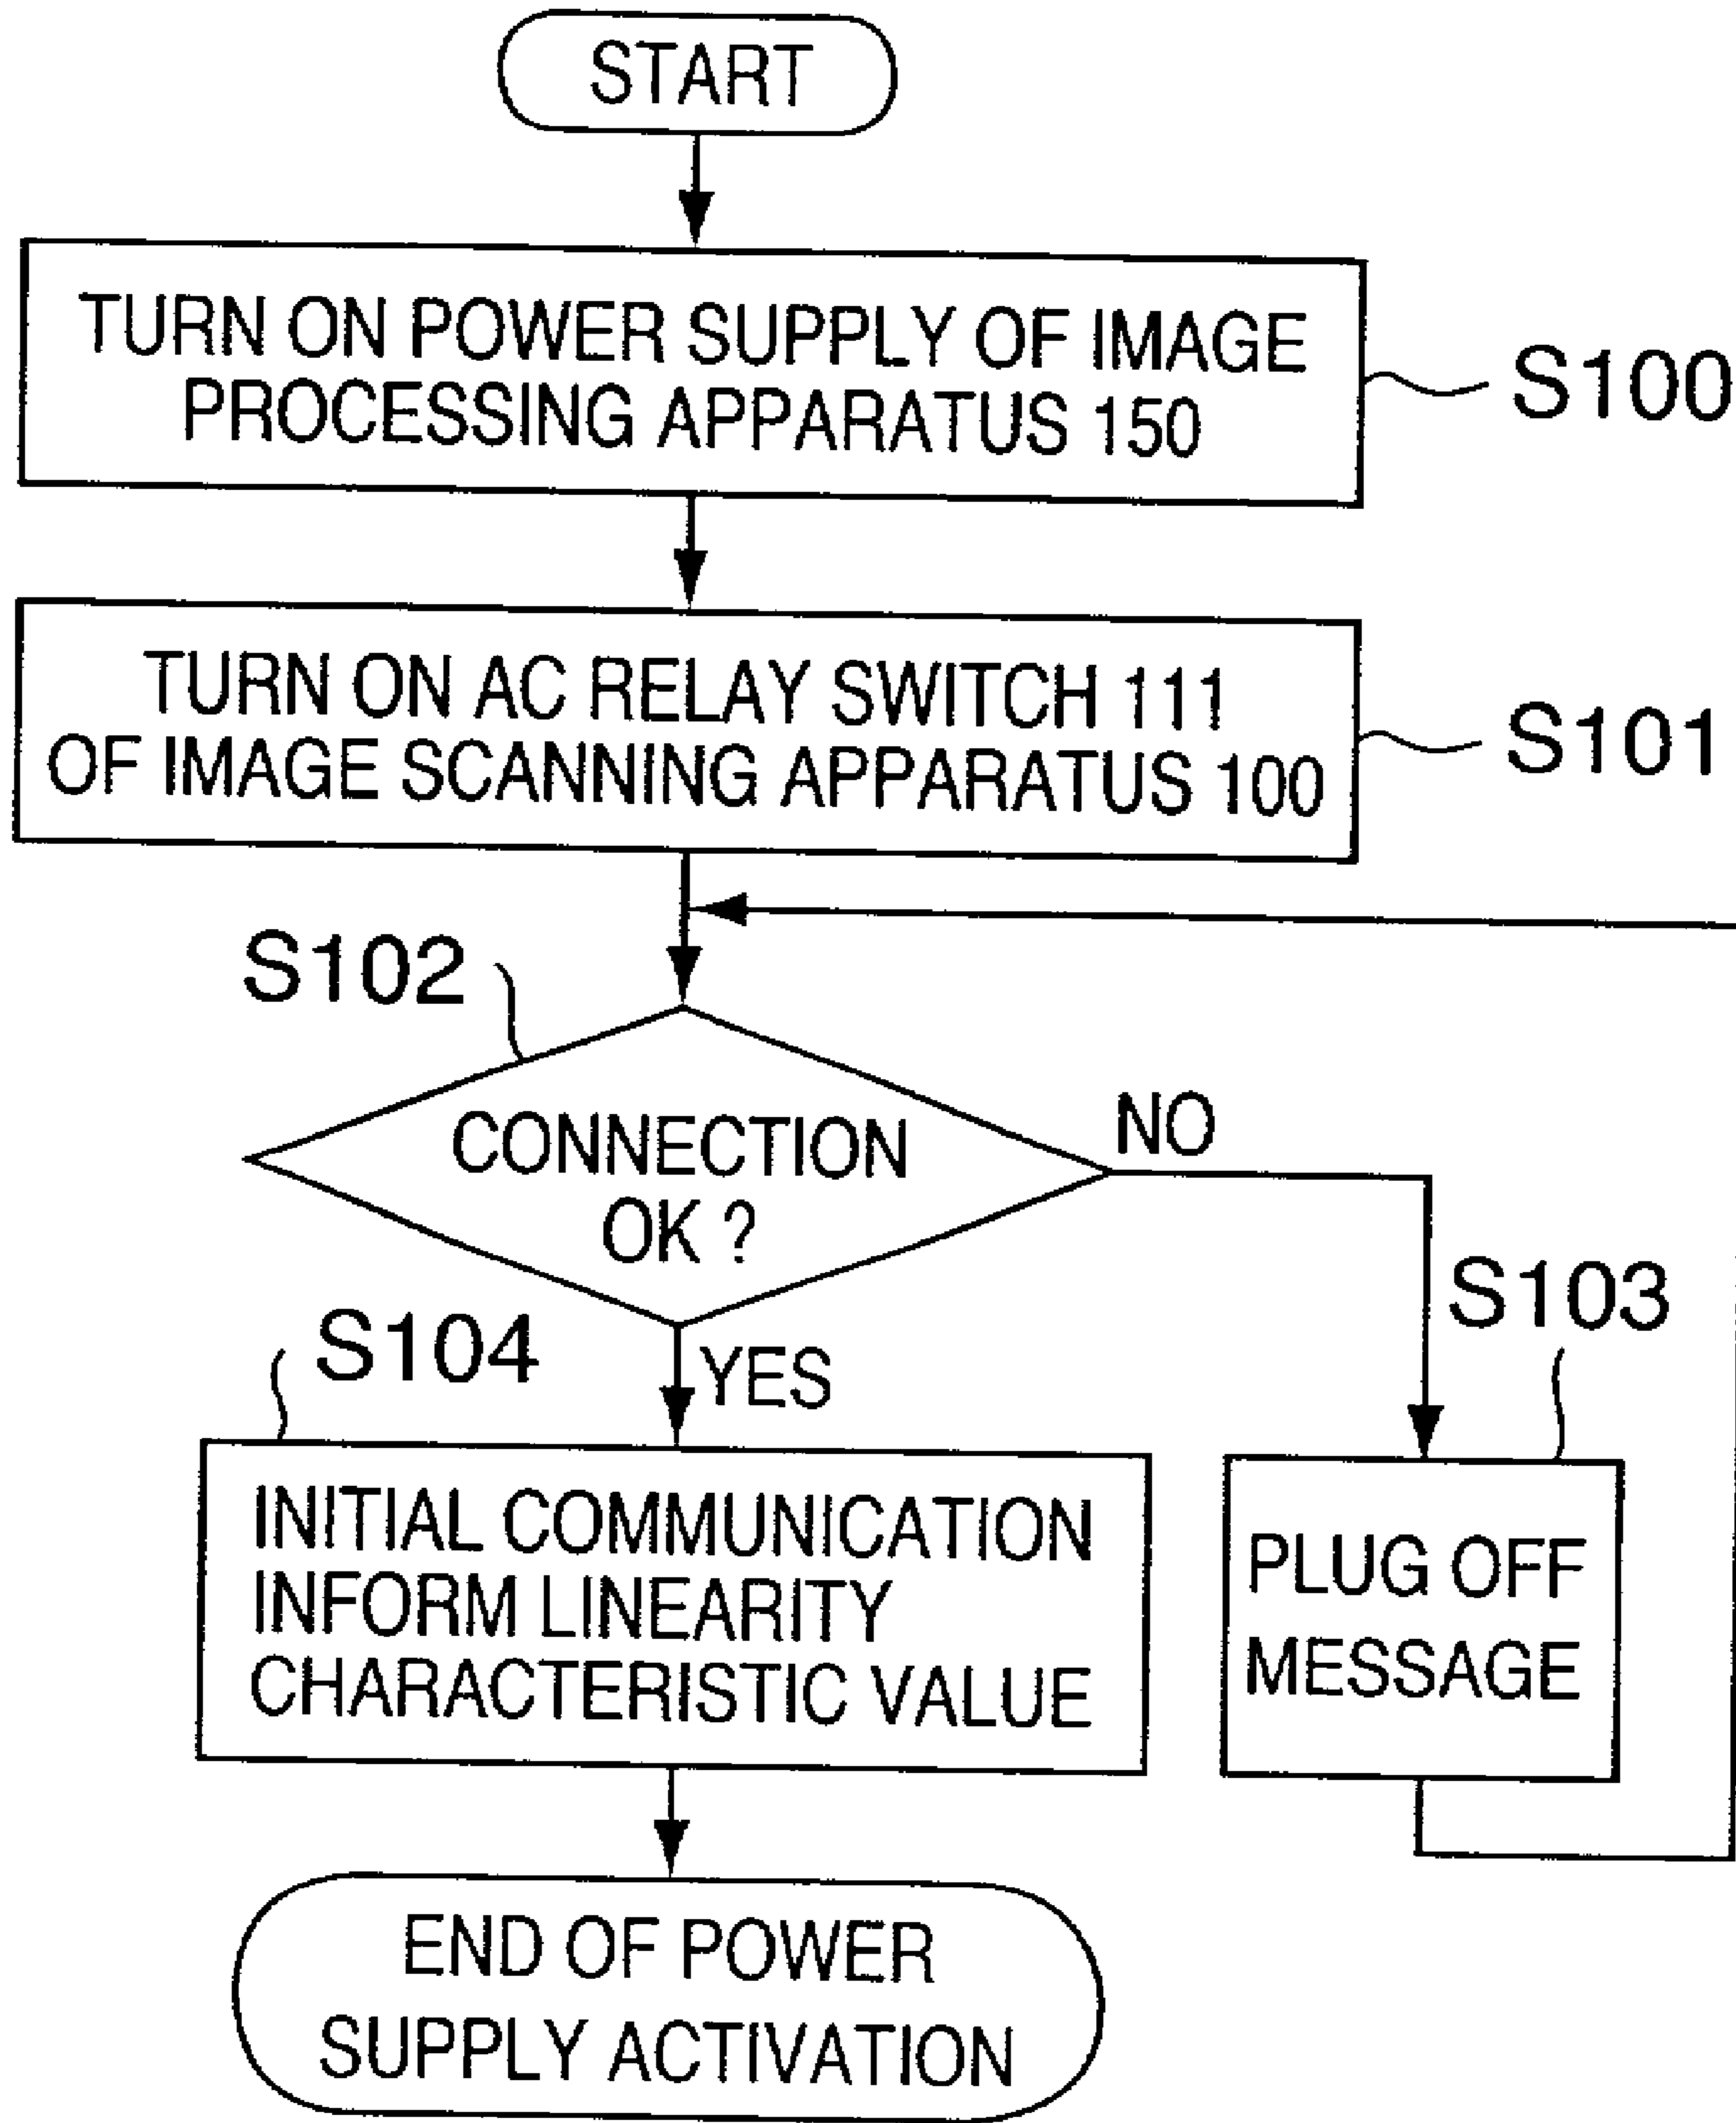 START
TURN ON POWER SUPPLY OF IMAGE
PROCESSING APPARATUS 150
S100
TURN ON AC RELAY SWITCH 111
OF IMAGE SCANNING APPARATUS 100
S101
S102
CONNECTION
OK ?
NO
S103
S104
YES
INITIAL COMMUNICATION
INFORM LINEARITY
CHARACTERISTIC VALUE
PLUG OFF
MESSAGE
END OF POWER
SUPPLY ACTIVATION